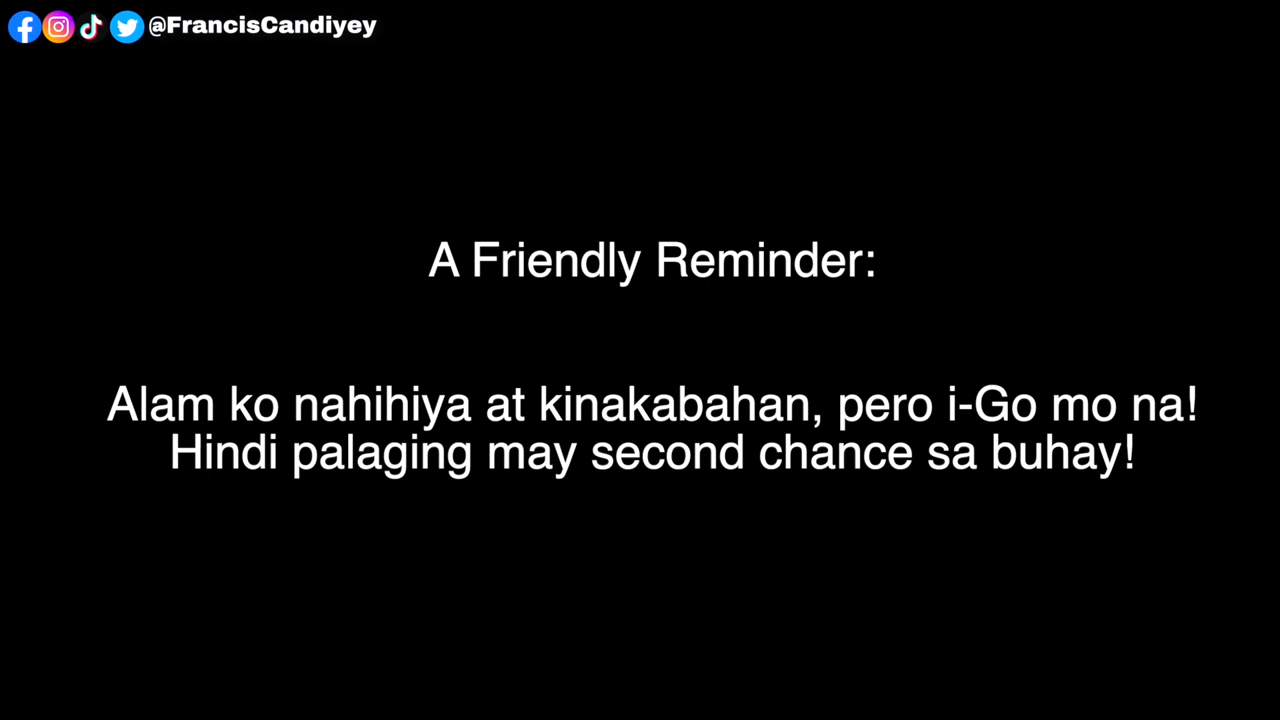 @FrancisCandiyey
A Friendly Reminder:
Alam ko nahihiya at kinakabahan, pero i-Go mo na!
Hindi palaging may second chance sa buhay!